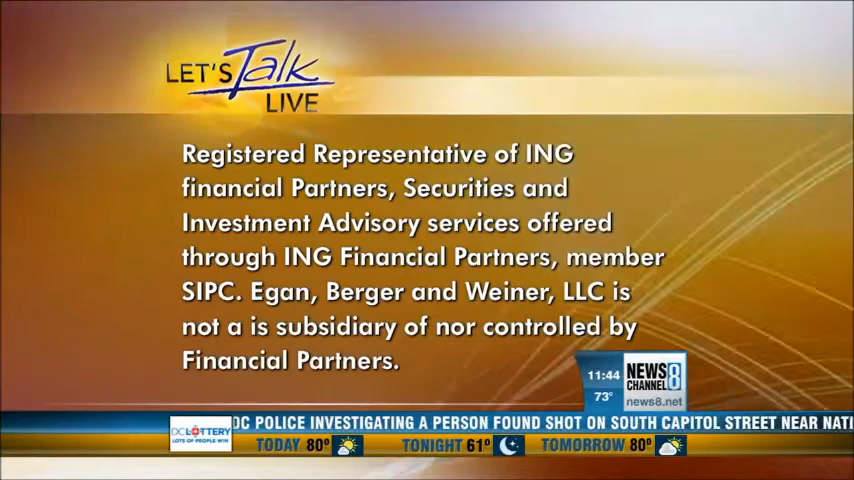 LET'S Talk
LIVE
Registered Representative of ING
financial Partners, Securities and
Investment Advisory services offered
through ING Financial Partners, member
SIPC. Egan, Berger and Weiner, LLC is
not a is subsidiary of nor controlled by
Financial Partners.
11:44
73°
NEWS
CHANNEL 8
news8.net
DC POLICE INVESTIGATING A PERSON FOUND SHOT ON SOUTH CAPITOL STREET NEAR NATI
DC LOTTERY
LOTS OF PEOPLE WIN
TODAY 80° TONIGHT 61° TOMORROW 80°